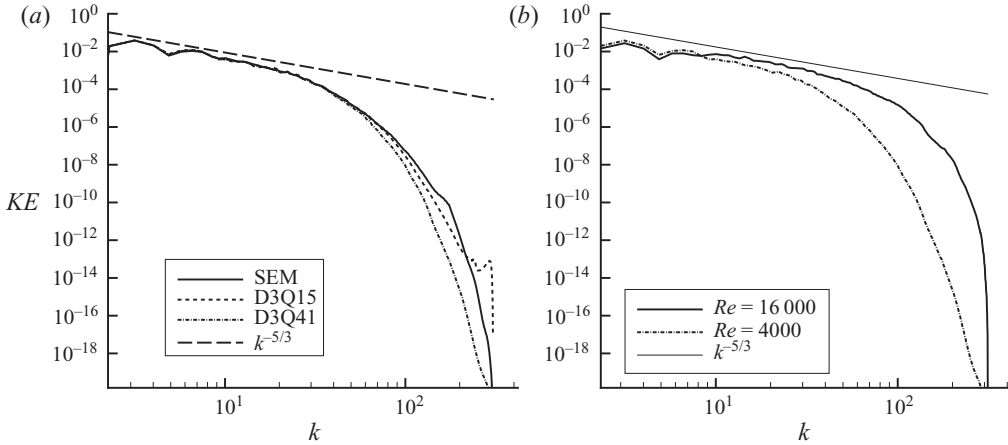 (a)
10^0
10^−2
10^−4
10^−6
10^−8
10^−10
10^−12
10^−14
10^−16
10^−18
KE
SEM
D3Q15
D3Q41
k^−5/3
10^1
10^2
k
(b)
10^0
10^−2
10^−4
10^−6
10^−8
10^−10
10^−12
10^−14
10^−16
10^−18
Re = 16 000
Re = 4000
k^−5/3
10^1
10^2
k